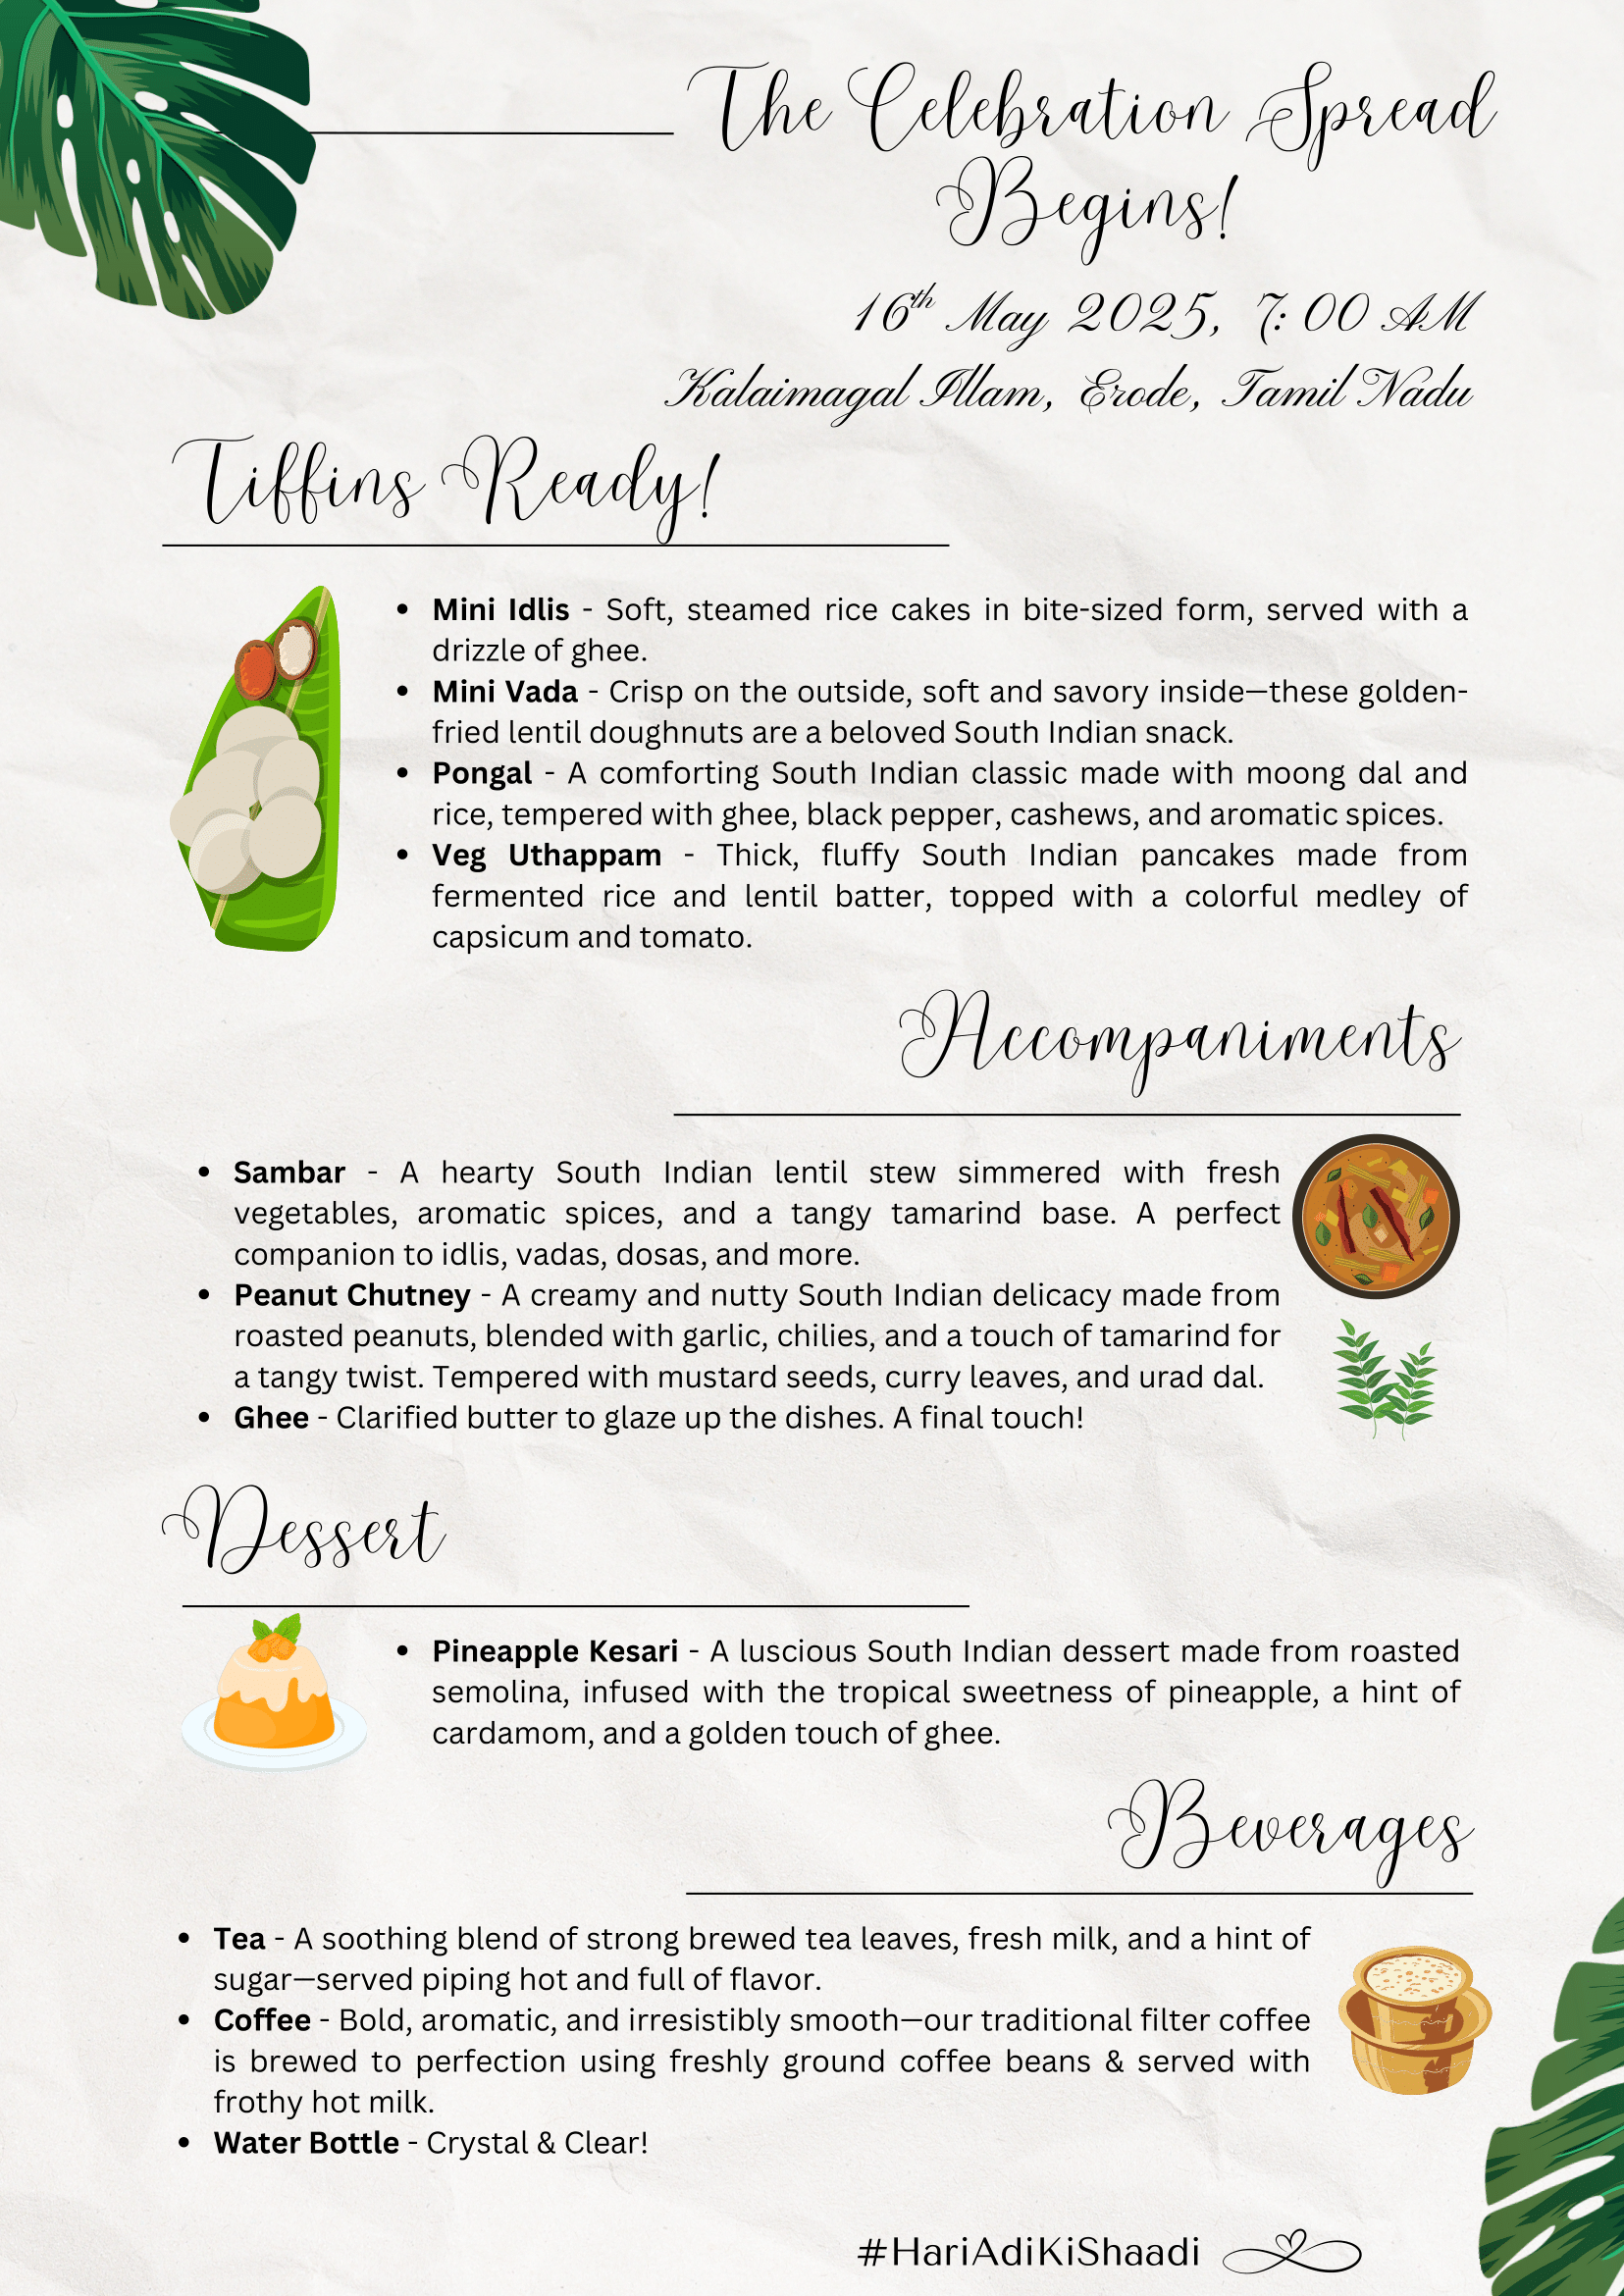 The Celebration Spread
Begins!
16th May 2025, 7:00 AM
Kalaimagal Illam, Erode, Tamil Nadu
Tiffins Ready!
• Mini Idlis - Soft, steamed rice cakes in bite-sized form, served with a
drizzle of ghee.
• Mini Vada - Crisp on the outside, soft and savory inside—these golden-
fried lentil doughnuts are a beloved South Indian snack.
• Pongal - A comforting South Indian classic made with moong dal and
rice, tempered with ghee, black pepper, cashews, and aromatic spices.
• Veg Uthappam - Thick, fluffy South Indian pancakes made from
fermented rice and lentil batter, topped with a colorful medley of
capsicum and tomato.
Accompaniments
• Sambar - A hearty South Indian lentil stew simmered with fresh
vegetables, aromatic spices, and a tangy tamarind base. A perfect
companion to idlis, vadas, dosas, and more.
• Peanut Chutney - A creamy and nutty South Indian delicacy made from
roasted peanuts, blended with garlic, chilies, and a touch of tamarind for
a tangy twist. Tempered with mustard seeds, curry leaves, and urad dal.
• Ghee - Clarified butter to glaze up the dishes. A final touch!
Dessert
• Pineapple Kesari - A luscious South Indian dessert made from roasted
semolina, infused with the tropical sweetness of pineapple, a hint of
cardamom, and a golden touch of ghee.
Beverages
• Tea - A soothing blend of strong brewed tea leaves, fresh milk, and a hint of
sugar—served piping hot and full of flavor.
• Coffee - Bold, aromatic, and irresistibly smooth—our traditional filter coffee
is brewed to perfection using freshly ground coffee beans & served with
frothy hot milk.
• Water Bottle - Crystal & Clear!
#HariAdiKiShaadi